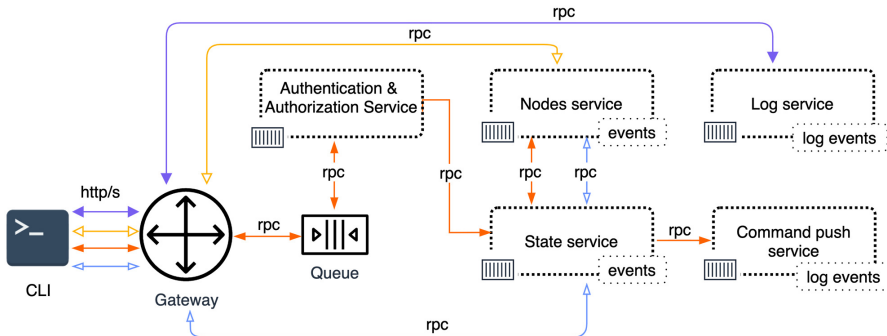 rpc
rpc
Authentication &
Authorization Service
Nodes service
events
Log service
log events
rpc
rpc
rpc
rpc
http/s
>_
CLI
Gateway
rpc
Queue
State service
events
rpc
Command push
service
log events
rpc